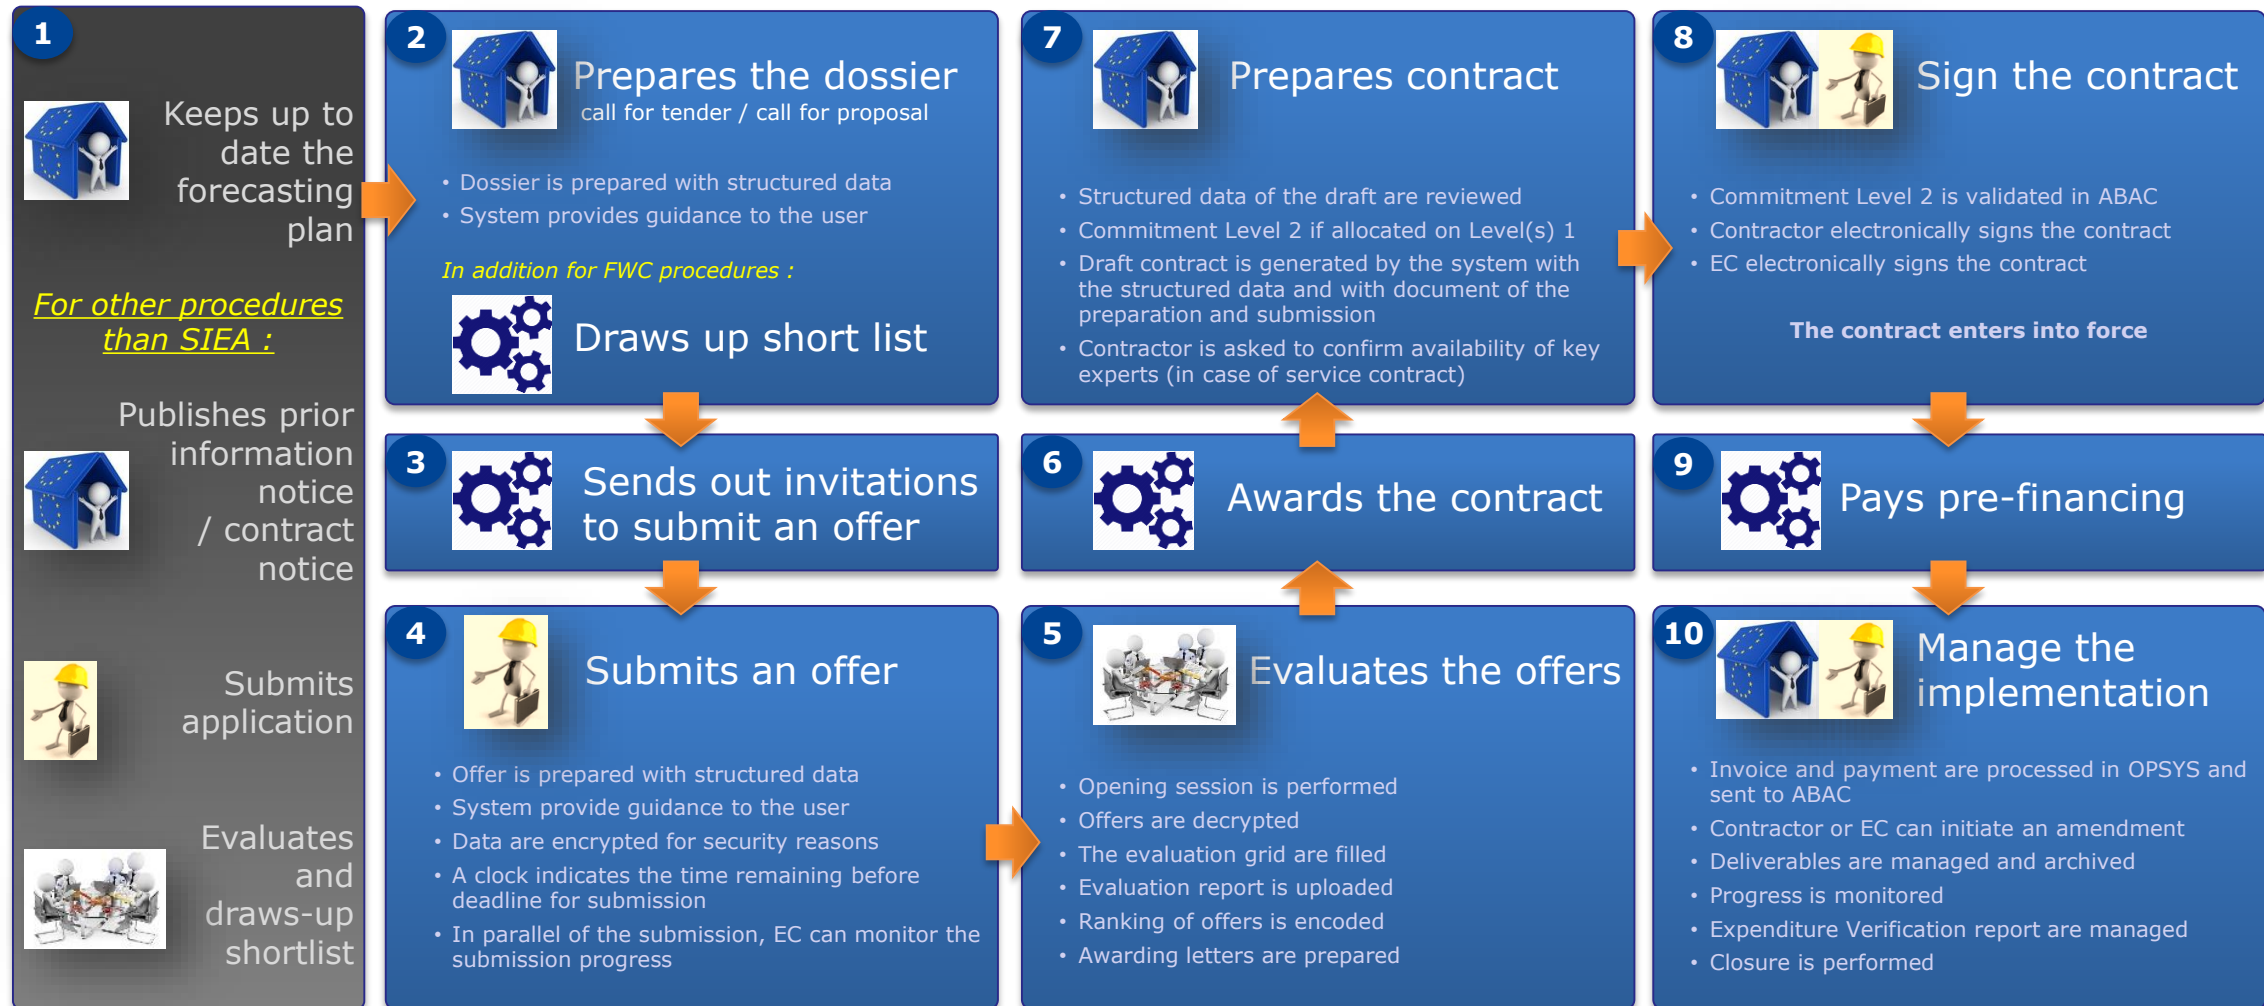 1
Keeps up to
date the
forecasting
plan
For other procedures
than SIEA :
Publishes prior
information
notice
/ contract
notice
Submits
application
Evaluates
and
draws-up
shortlist
2
Prepares the dossier
call for tender / call for proposal
• Dossier is prepared with structured data
• System provides guidance to the user
In addition for FWC procedures :
Draws up short list
3
Sends out invitations
to submit an offer
4
Submits an offer
• Offer is prepared with structured data
• System provide guidance to the user
• Data are encrypted for security reasons
• A clock indicates the time remaining before
deadline for submission
• In parallel of the submission, EC can monitor the
submission progress
5
Evaluates the offers
• Opening session is performed
• Offers are decrypted
• The evaluation grid are filled
• Evaluation report is uploaded
• Ranking of offers is encoded
• Awarding letters are prepared
6
Awards the contract
7
Prepares contract
• Structured data of the draft are reviewed
• Commitment Level 2 if allocated on Level(s) 1
• Draft contract is generated by the system with
the structured data and with document of the
preparation and submission
• Contractor is asked to confirm availability of key
experts (in case of service contract)
8
Sign the contract
• Commitment Level 2 is validated in ABAC
• Contractor electronically signs the contract
• EC electronically signs the contract
The contract enters into force
9
Pays pre-financing
10
Manage the
implementation
• Invoice and payment are processed in OPSYS and
sent to ABAC
• Contractor or EC can initiate an amendment
• Deliverables are managed and archived
• Progress is monitored
• Expenditure Verification report are managed
• Closure is performed